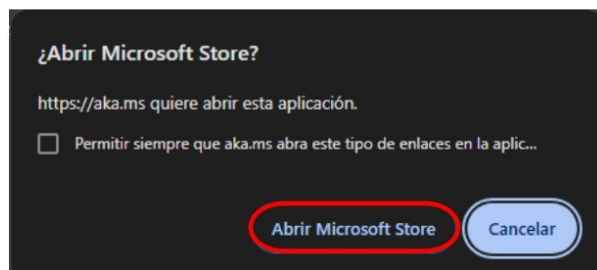 ¿Abrir Microsoft Store?
https://aka.ms quiere abrir esta aplicación.
Permitir siempre que aka.ms abra este tipo de enlaces en la aplic...
Abrir Microsoft Store Cancelar